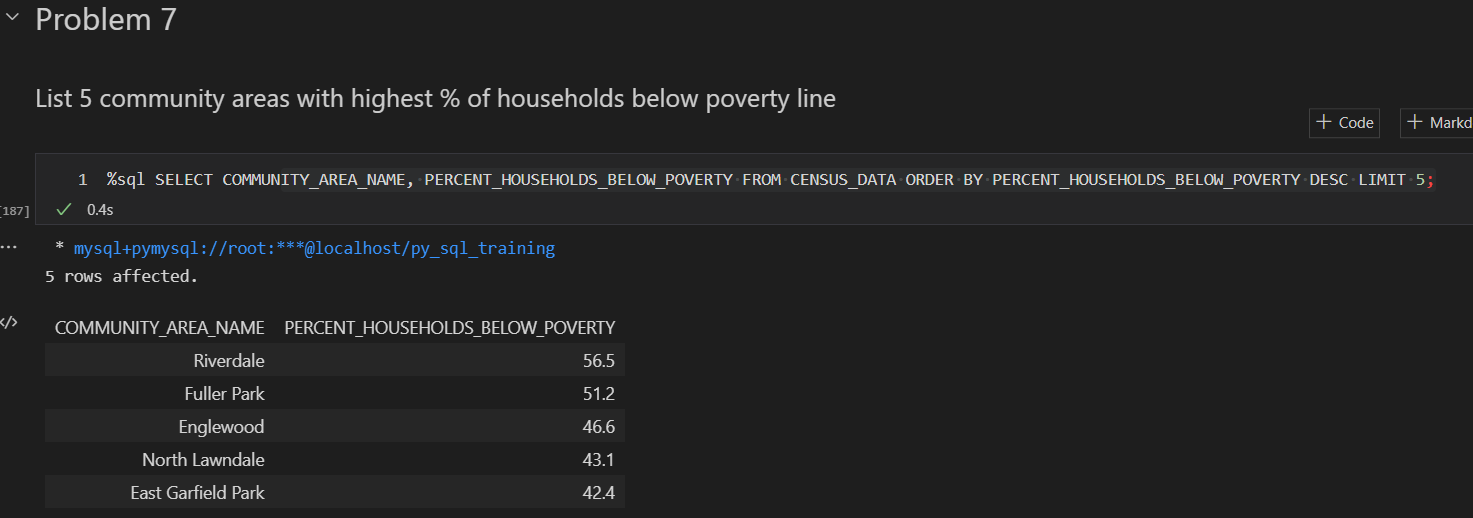 Problem 7
List 5 community areas with highest % of households below poverty line
+ Code
+ Markd
1 %sql SELECT COMMUNITY_AREA_NAME, PERCENT_HOUSEHOLDS_BELOW_POVERTY FROM CENSUS_DATA ORDER BY PERCENT_HOUSEHOLDS_BELOW_POVERTY DESC LIMIT 5;
187] ✓ 0.4s
... * mysql+pymysql://root:***@localhost/py_sql_training
5 rows affected.
</> COMMUNITY_AREA_NAME PERCENT_HOUSEHOLDS_BELOW_POVERTY
Riverdale 56.5
Fuller Park 51.2
Englewood 46.6
North Lawndale 43.1
East Garfield Park 42.4